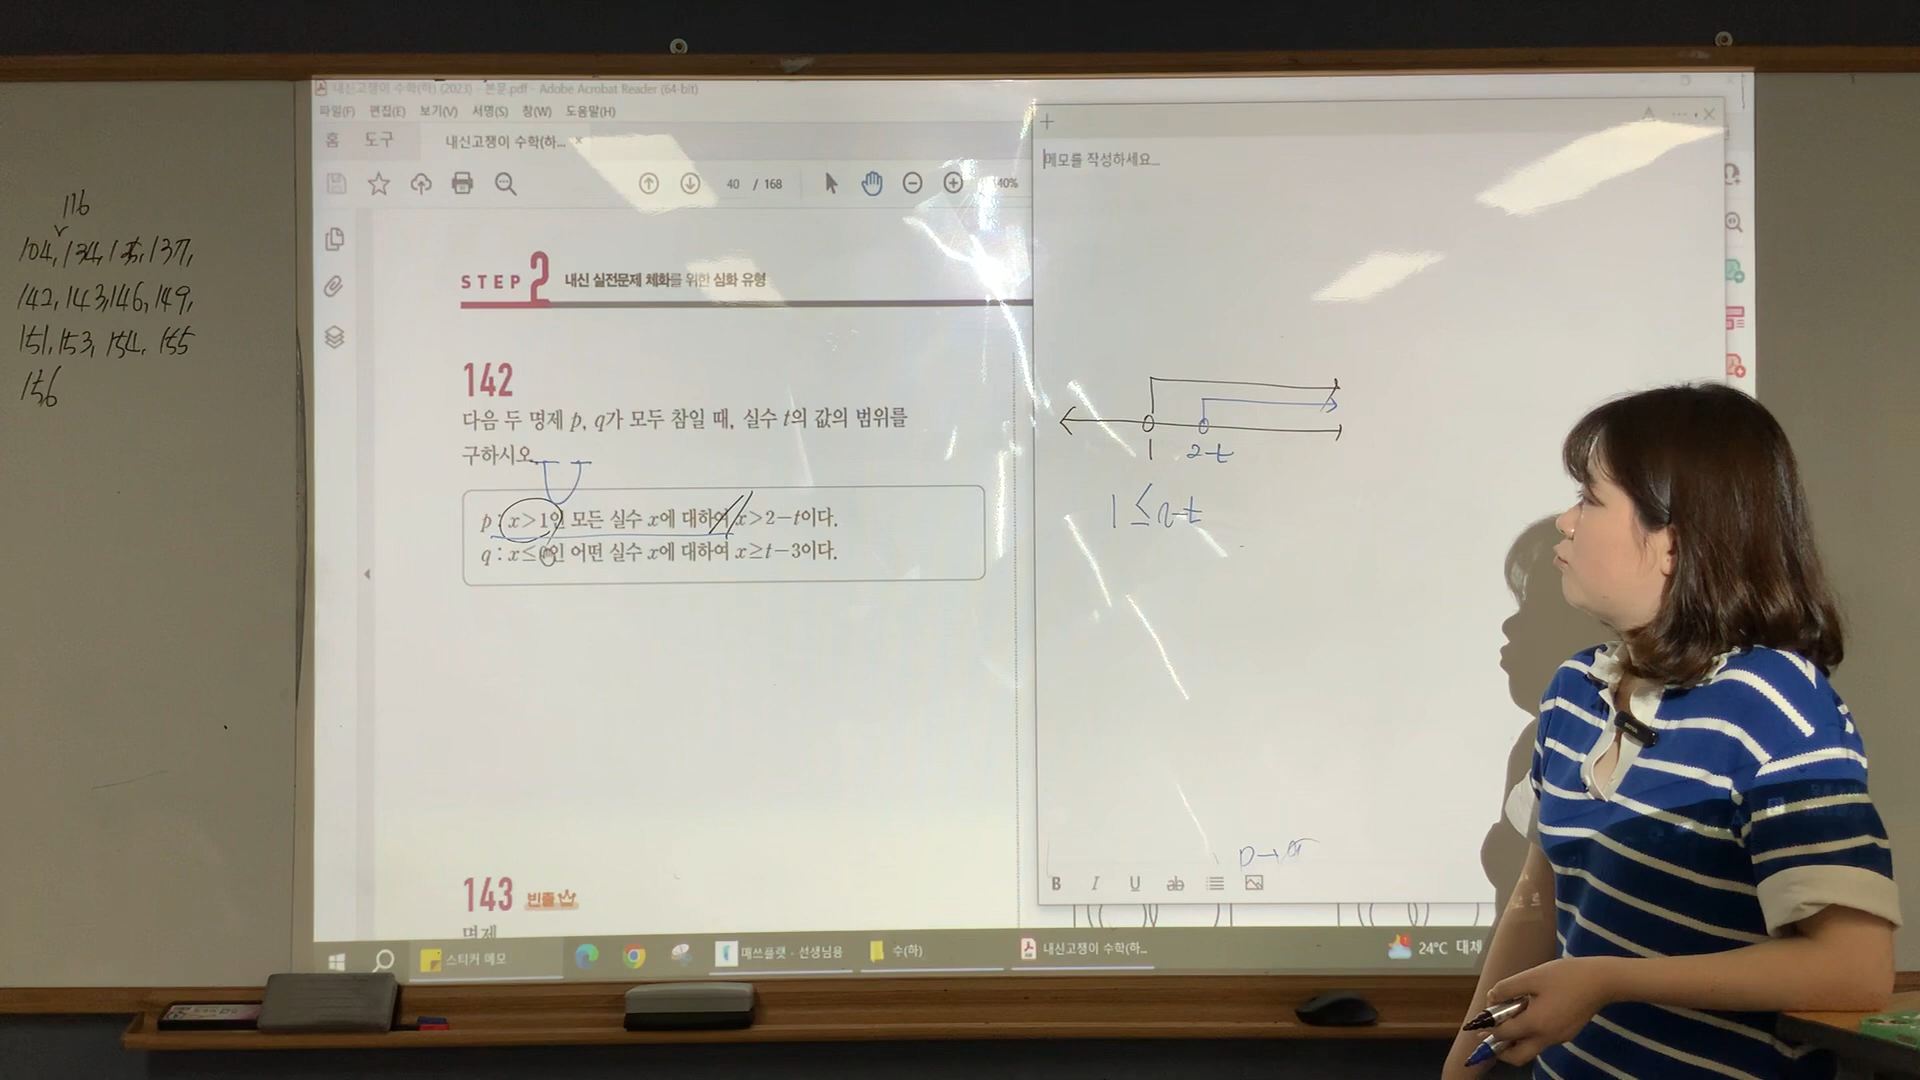 116
104, 134, 135, 137,
142, 143, 146, 149,
151, 153, 154, 155
156
내신고쟁이 수학(하) (2023) - 본문.pdf - Adobe Acrobat Reader (64-bit)
파일(F) 편집(E) 보기(V) 서명(S) 창(W) 도움말(H)
홈 도구 내신고쟁이 수학(하... ×
40 / 168
40%
메모를 작성하세요...
STEP 2 내신 실전문제 체화를 위한 심화 유형
142
다음 두 명제 p, q가 모두 참일 때, 실수 t의 값의 범위를
구하시오.
p : x>1인 모든 실수 x에 대하여 x>2-t이다.
q : x≤0인 어떤 실수 x에 대하여 x≥t-3이다.
1 2-t
1 ≤ 2-t
143 빈출
명제
B I U ab
스티커 메모
매쓰플랫 - 선생님용
수(하)
내신고쟁이 수학(하...
24°C 대체